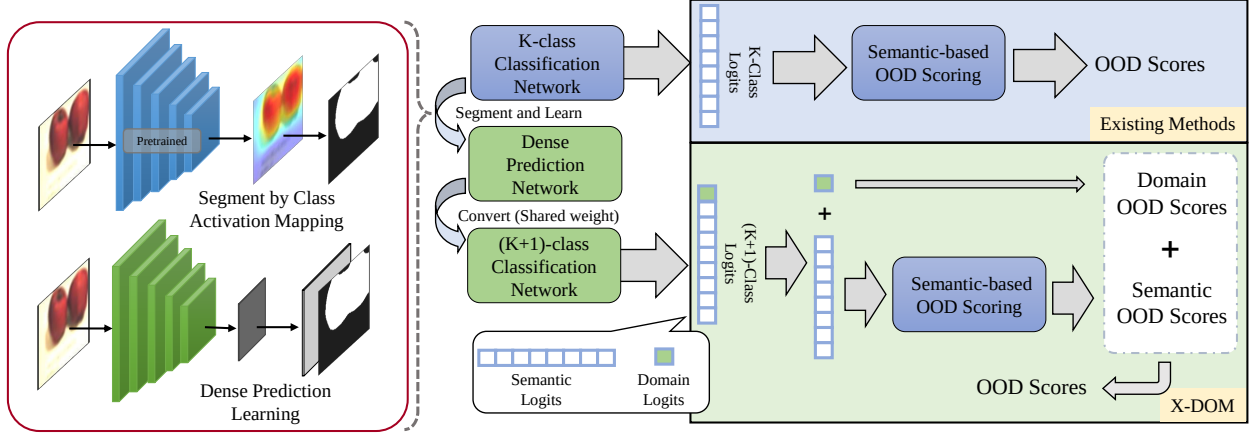 Pretrained
Segment by Class
Activation Mapping
Dense Prediction
Learning
K-class
Classification
Network
Segment and Learn
Dense
Prediction
Network
Convert (Shared weight)
(K+1)-class
Classification
Network
Semantic
Logits
Domain
Logits
K-Class
Logits
Semantic-based
OOD Scoring
OOD Scores
Existing Methods
(K+1)-Class
Logits
+
Semantic-based
OOD Scoring
Domain
OOD Scores
+
Semantic
OOD Scores
OOD Scores
X-DOM